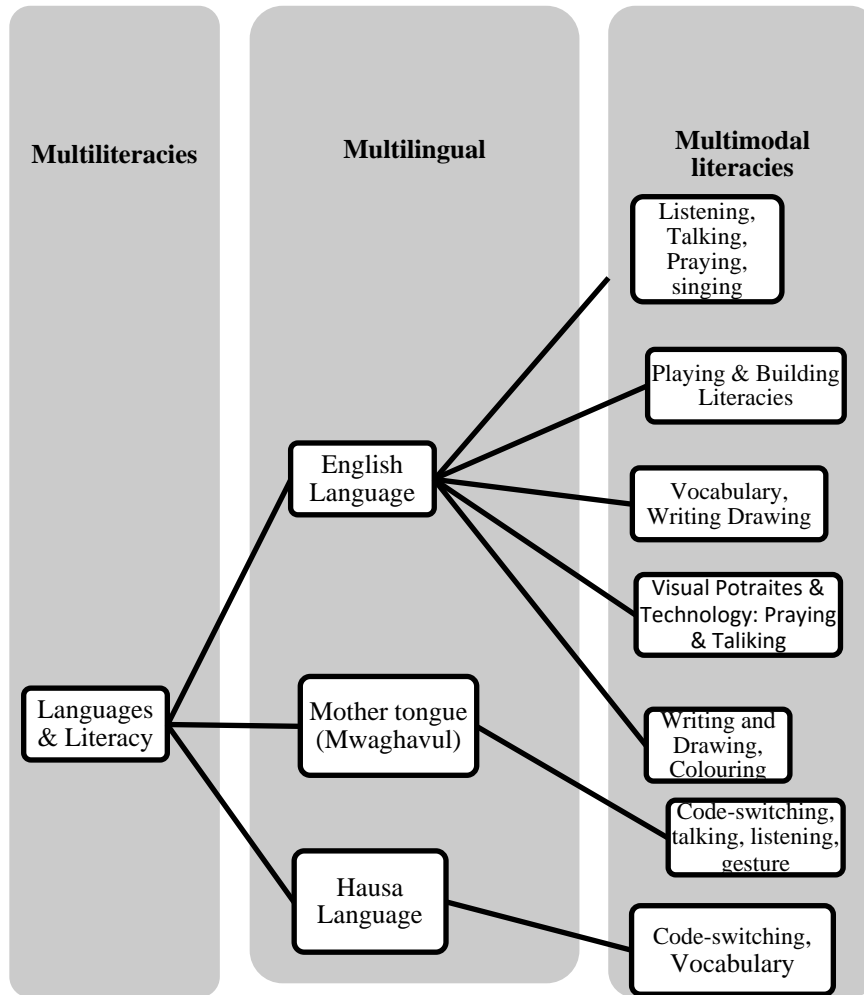 Multiliteracies
Multilingual
Multimodal
literacies
Listening,
Talking,
Praying,
singing
Playing & Building
Literacies
English
Language
Vocabulary,
Writing Drawing
Visual Potraites &
Technology: Praying
& Taliking
Languages
& Literacy
Mother tongue
(Mwaghavul)
Writing and
Drawing,
Colouring
Code-switching,
talking, listening,
gesture
Hausa
Language
Code-switching,
Vocabulary